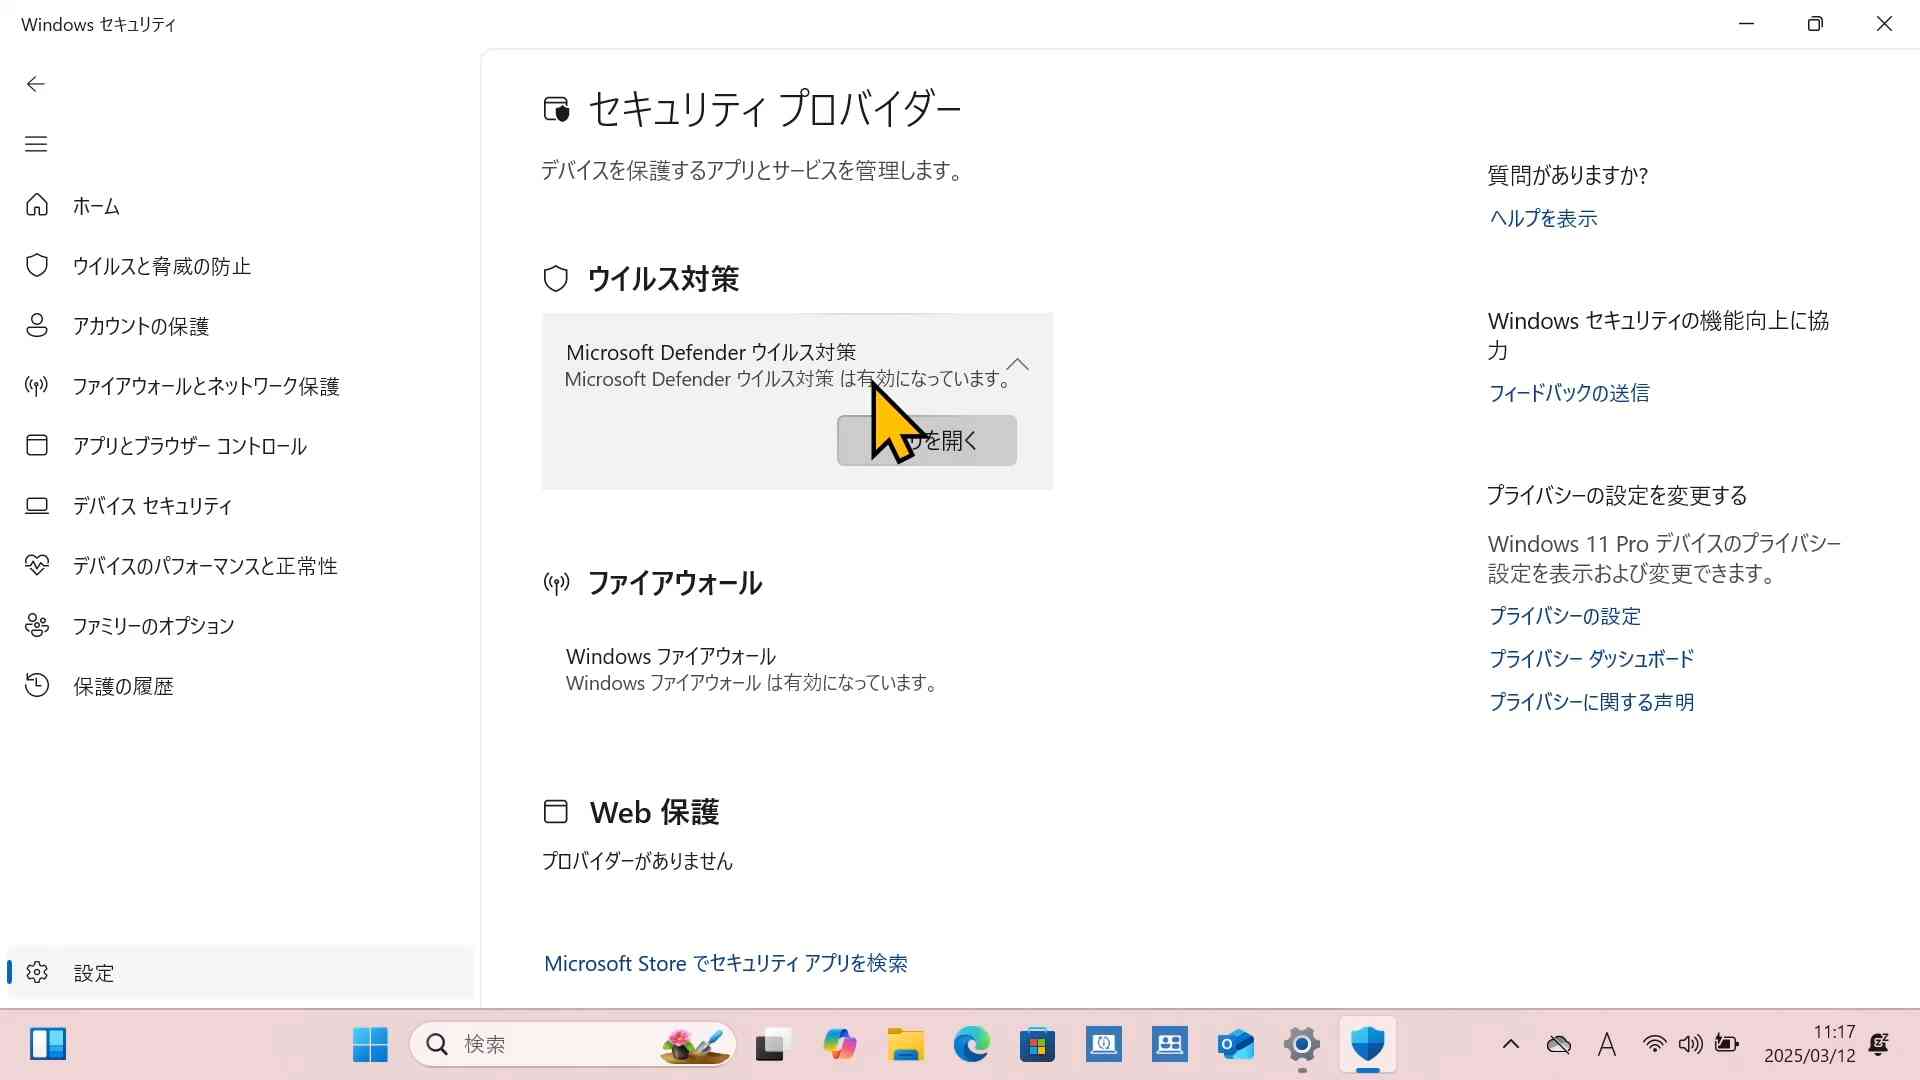 Windows セキュリティ
ホーム
ウイルスと脅威の防止
アカウントの保護
ファイアウォールとネットワーク保護
アプリとブラウザー コントロール
デバイス セキュリティ
デバイスのパフォーマンスと正常性
ファミリーのオプション
保護の履歴
設定
セキュリティ プロバイダー
デバイスを保護するアプリとサービスを管理します。
ウイルス対策
Microsoft Defender ウイルス対策
Microsoft Defender ウイルス対策 は有効になっています。
を開く
ファイアウォール
Windows ファイアウォール
Windows ファイアウォール は有効になっています。
Web 保護
プロバイダーがありません
Microsoft Store でセキュリティ アプリを検索
質問がありますか?
ヘルプを表示
Windows セキュリティの機能向上に協
力
フィードバックの送信
プライバシーの設定を変更する
Windows 11 Pro デバイスのプライバシー
設定を表示および変更できます。
プライバシーの設定
プライバシー ダッシュボード
プライバシーに関する声明
検索
A
11:17
2025/03/12